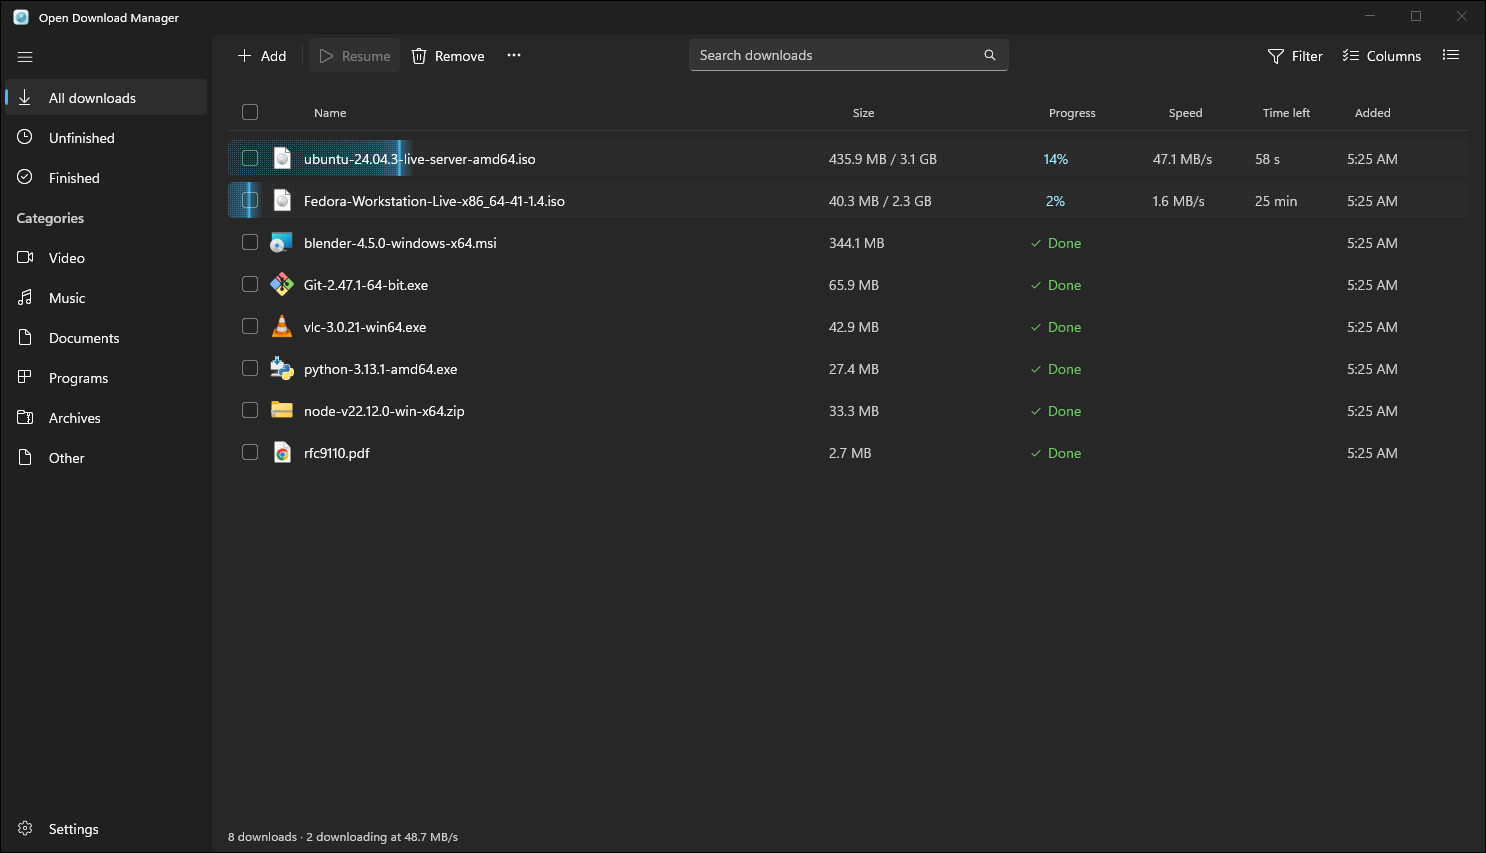 Open Download Manager
Add Resume Remove Search downloads Filter Columns
All downloads
Unfinished
Finished
Categories
Video
Music
Documents
Programs
Archives
Other
Settings
Name Size Progress Speed Time left Added
ubuntu-24.04.3-live-server-amd64.iso 435.9 MB / 3.1 GB 14% 47.1 MB/s 58 s 5:25 AM
Fedora-Workstation-Live-x86_64-41-1.4.iso 40.3 MB / 2.3 GB 2% 1.6 MB/s 25 min 5:25 AM
blender-4.5.0-windows-x64.msi 344.1 MB Done 5:25 AM
Git-2.47.1-64-bit.exe 65.9 MB Done 5:25 AM
vlc-3.0.21-win64.exe 42.9 MB Done 5:25 AM
python-3.13.1-amd64.exe 27.4 MB Done 5:25 AM
node-v22.12.0-win-x64.zip 33.3 MB Done 5:25 AM
rfc9110.pdf 2.7 MB Done 5:25 AM
8 downloads · 2 downloading at 48.7 MB/s